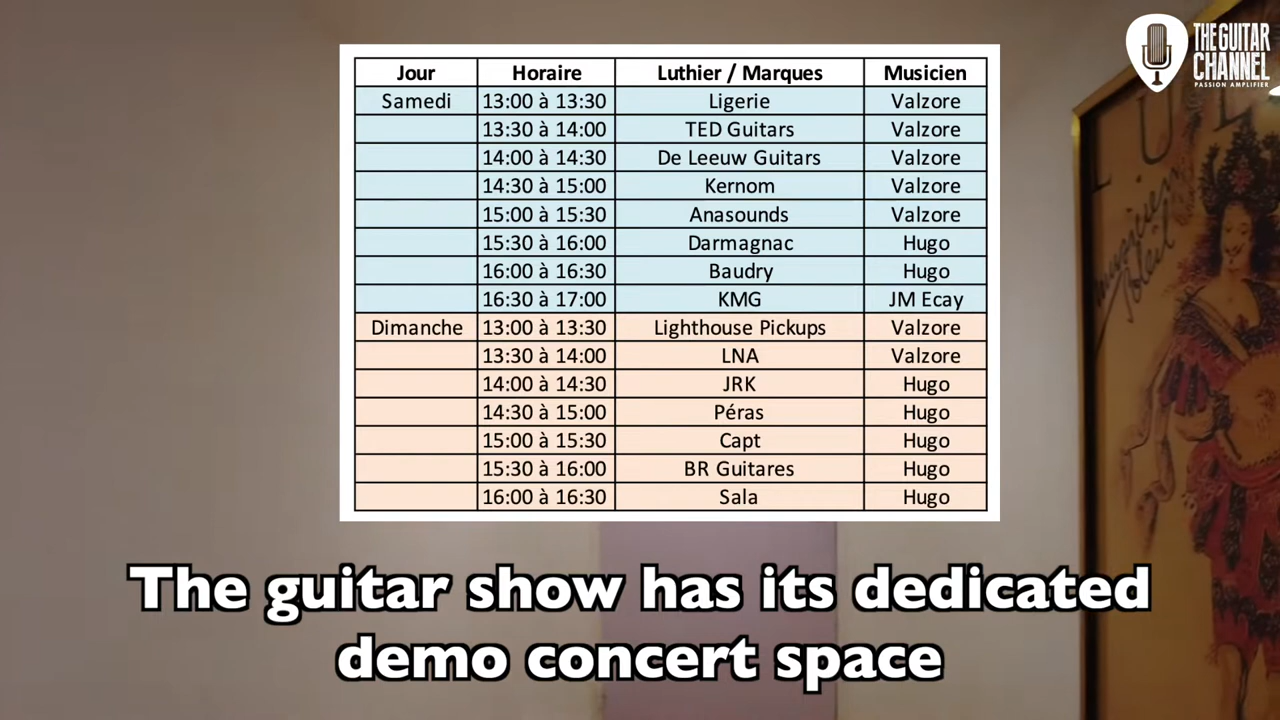 THE GUITAR
CHANNEL
PASSION AMPLIFIER
Jour Horaire Luthier / Marques Musicien
Samedi 13:00 à 13:30 Ligerie Valzore
13:30 à 14:00 TED Guitars Valzore
14:00 à 14:30 De Leeuw Guitars Valzore
14:30 à 15:00 Kernom Valzore
15:00 à 15:30 Anasounds Valzore
15:30 à 16:00 Darmagnac Hugo
16:00 à 16:30 Baudry Hugo
16:30 à 17:00 KMG JM Ecay
Dimanche 13:00 à 13:30 Lighthouse Pickups Valzore
13:30 à 14:00 LNA Valzore
14:00 à 14:30 JRK Hugo
14:30 à 15:00 Péras Hugo
15:00 à 15:30 Capt Hugo
15:30 à 16:00 BR Guitares Hugo
16:00 à 16:30 Sala Hugo
The guitar show has its dedicated
demo concert space